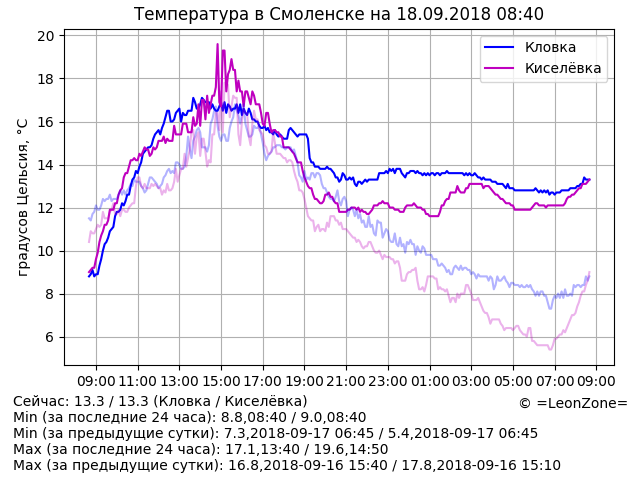 Температура в Смоленске на 18.09.2018 08:40
градусов Цельсия, °C
20
18
16
14
12
10
8
6
Кловка
Киселёвка
09:00 11:00 13:00 15:00 17:00 19:00 21:00 23:00 01:00 03:00 05:00 07:00 09:00
Сейчас: 13.3 / 13.3 (Кловка / Киселёвка)
© =LeonZone=
Min (за последние 24 часа): 8.8,08:40 / 9.0,08:40
Min (за предыдущие сутки): 7.3,2018-09-17 06:45 / 5.4,2018-09-17 06:45
Max (за последние 24 часа): 17.1,13:40 / 19.6,14:50
Max (за предыдущие сутки): 16.8,2018-09-16 15:40 / 17.8,2018-09-16 15:10